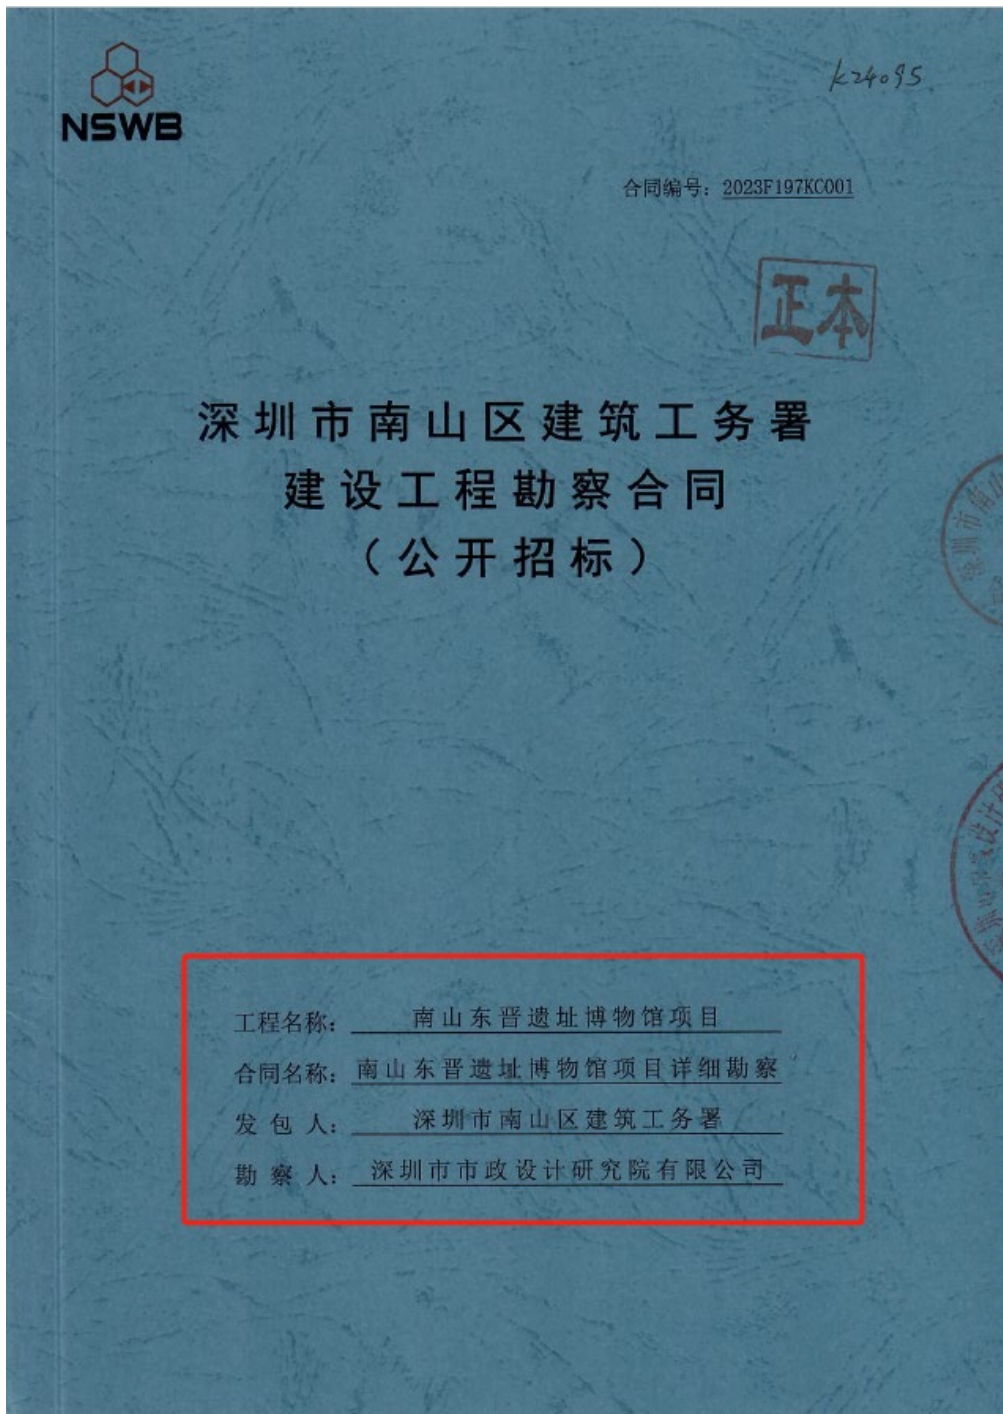 NSWB
K24095
合同编号：2023F197KC001
正本
深圳市南山区建筑工务署
建设工程勘察合同
（公开招标）
深圳市南山
工程名称：南山东晋遗址博物馆项目
合同名称：南山东晋遗址博物馆项目详细勘察
发包人：深圳市南山区建筑工务署
勘察人：深圳市市政设计研究院有限公司